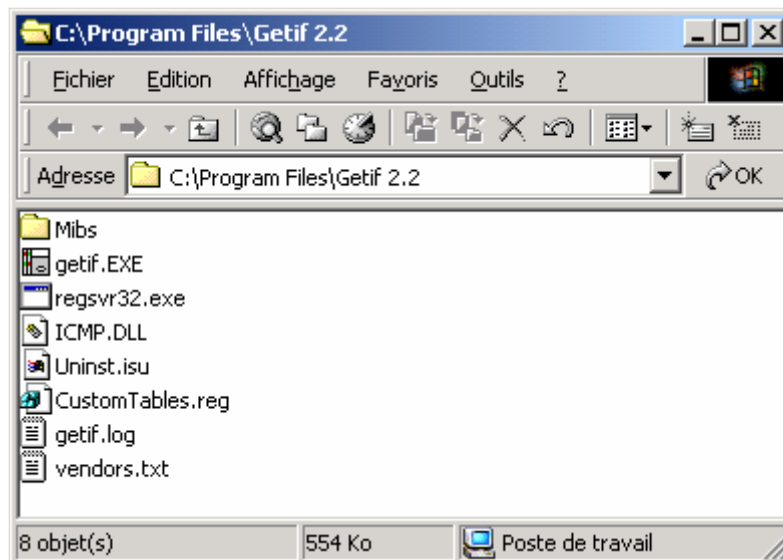 C:\Program Files\Getif 2.2
Fichier Edition Affichage Favoris Outils ?
Adresse C:\Program Files\Getif 2.2 OK
Mibs
getif.EXE
regsvr32.exe
ICMP.DLL
Uninst.isu
CustomTables.reg
getif.log
vendors.txt
8 objet(s) 554 Ko Poste de travail